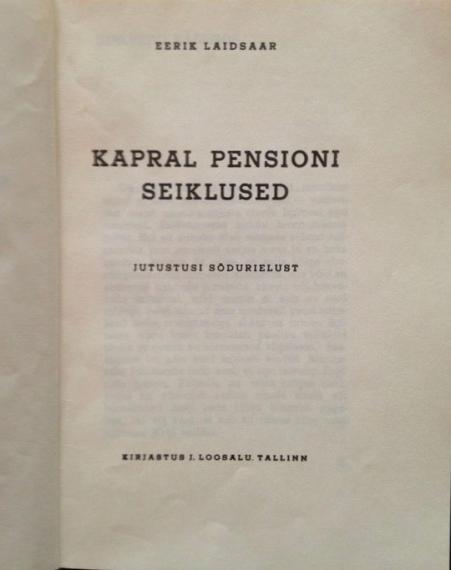 EERIK LAIDSAAR
KAPRAL PENSIONI
SEIKLUSED
JUTUSTUSI SÕDURIELUST
KIRJASTUS J. LOOSALU. TALLINN